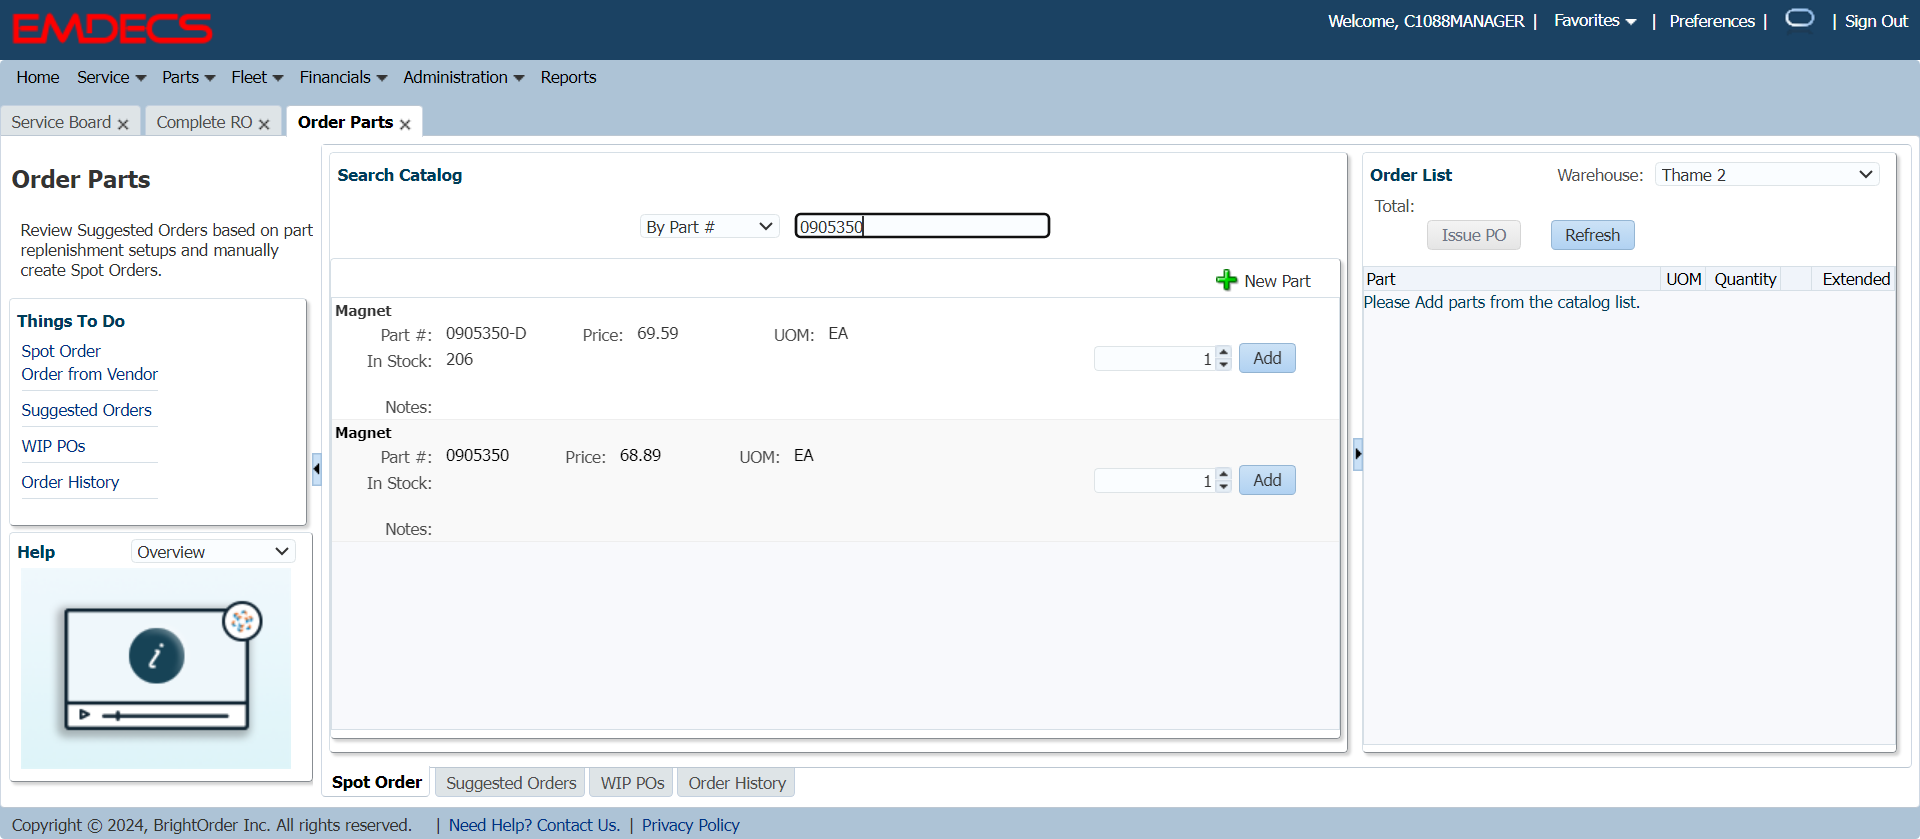 EMDECS
Welcome, C1088MANAGER | Favorites | Preferences | | Sign Out
Home Service Parts Fleet Financials Administration Reports
Service Board Complete RO Order Parts
Order Parts
Review Suggested Orders based on part
replenishment setups and manually
create Spot Orders.
Things To Do
Spot Order
Order from Vendor
Suggested Orders
WIP POs
Order History
Help Overview
i
Search Catalog
By Part # 0905350
New Part
Magnet
Part #: 0905350-D Price: 69.59 UOM: EA
In Stock: 206 1 Add
Notes:
Magnet
Part #: 0905350 Price: 68.89 UOM: EA
In Stock: 1 Add
Notes:
Order List Warehouse: Thame 2
Total:
Issue PO Refresh
Part UOM Quantity Extended
Please Add parts from the catalog list.
Spot Order Suggested Orders WIP POs Order History
Copyright © 2024, BrightOrder Inc. All rights reserved. | Need Help? Contact Us. | Privacy Policy